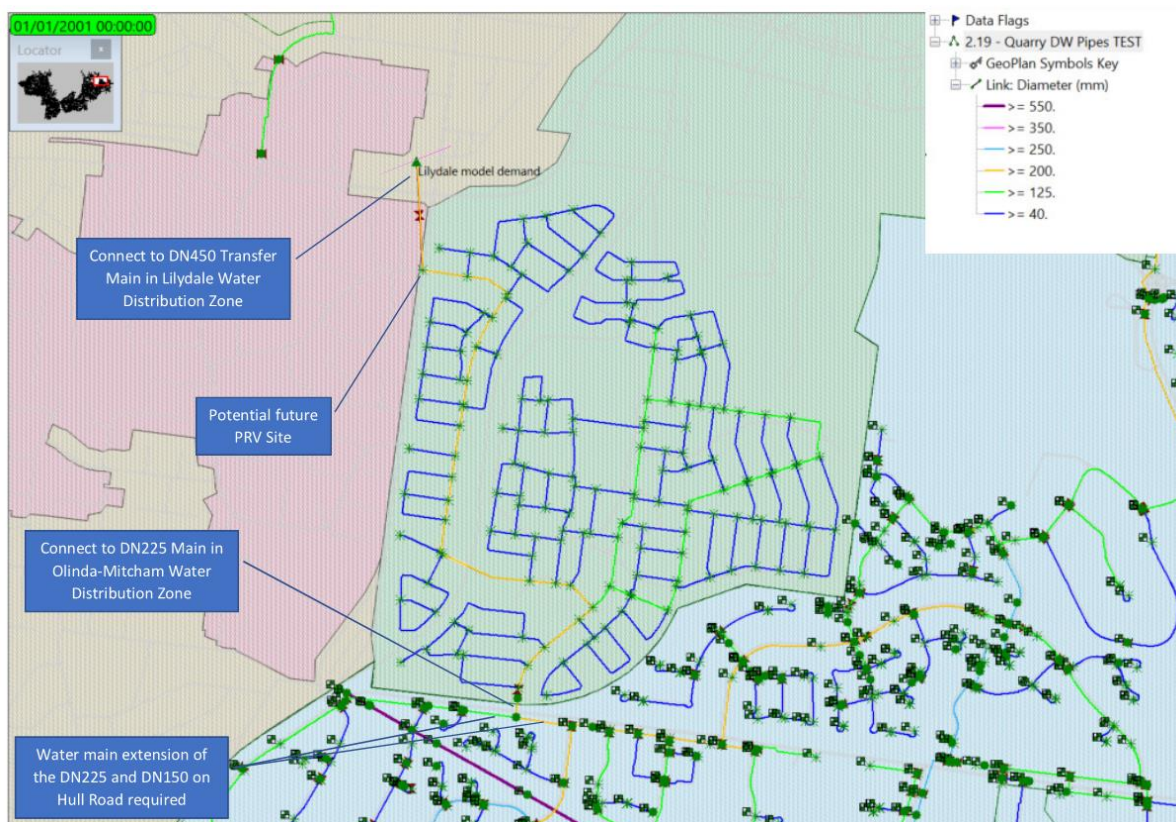 01/01/2001 00:00:00
Locator
Data Flags
2.19 - Quarry DW Pipes TEST
GeoPlan Symbols Key
Link: Diameter (mm)
>= 550.
>= 350.
>= 250.
>= 200.
>= 125.
>= 40.
Lilydale model demand
Connect to DN450 Transfer
Main in Lilydale Water
Distribution Zone
Potential future
PRV Site
Connect to DN225 Main in
Olinda-Mitcham Water
Distribution Zone
Water main extension of
the DN225 and DN150 on
Hull Road required